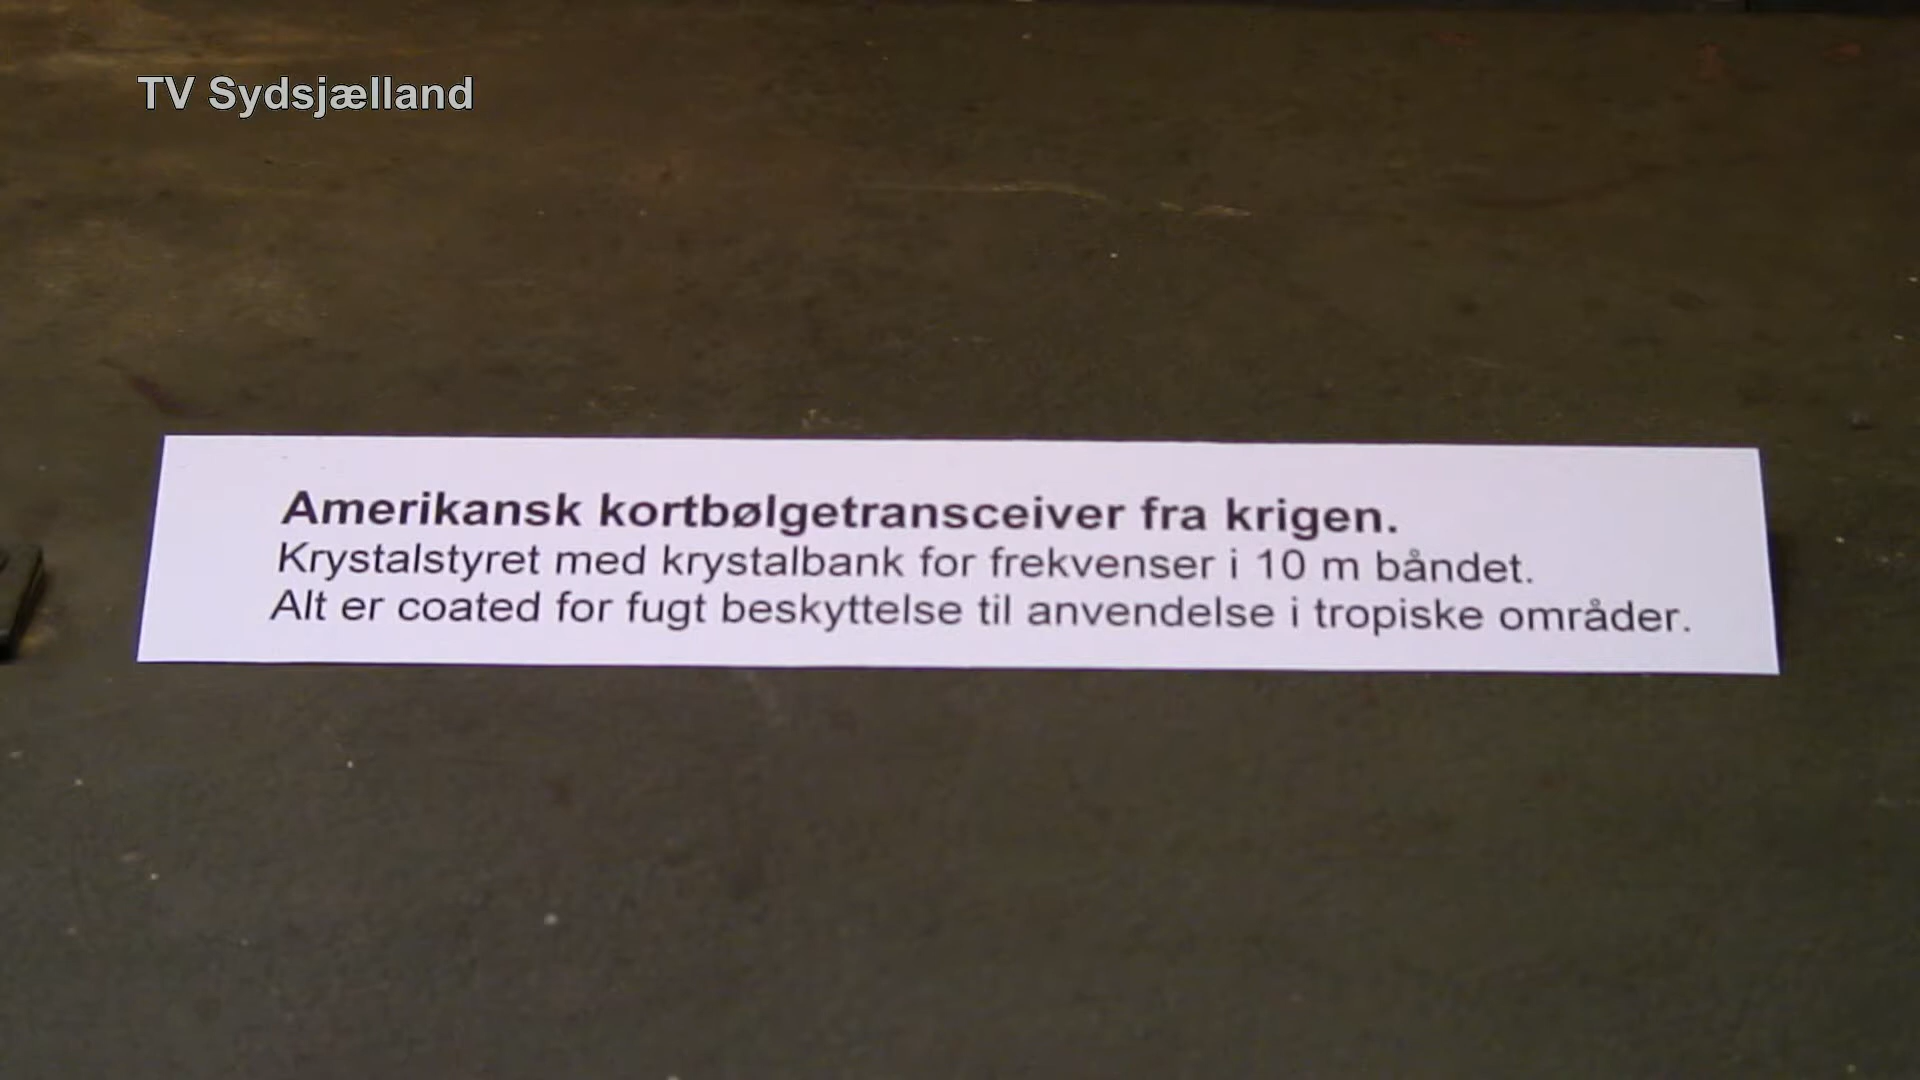 TV Sydsjælland
Amerikansk kortbølgetransceiver fra krigen.
Krystalstyret med krystalbank for frekvenser i 10 m båndet.
Alt er coated for fugt beskyttelse til anvendelse i tropiske områder.